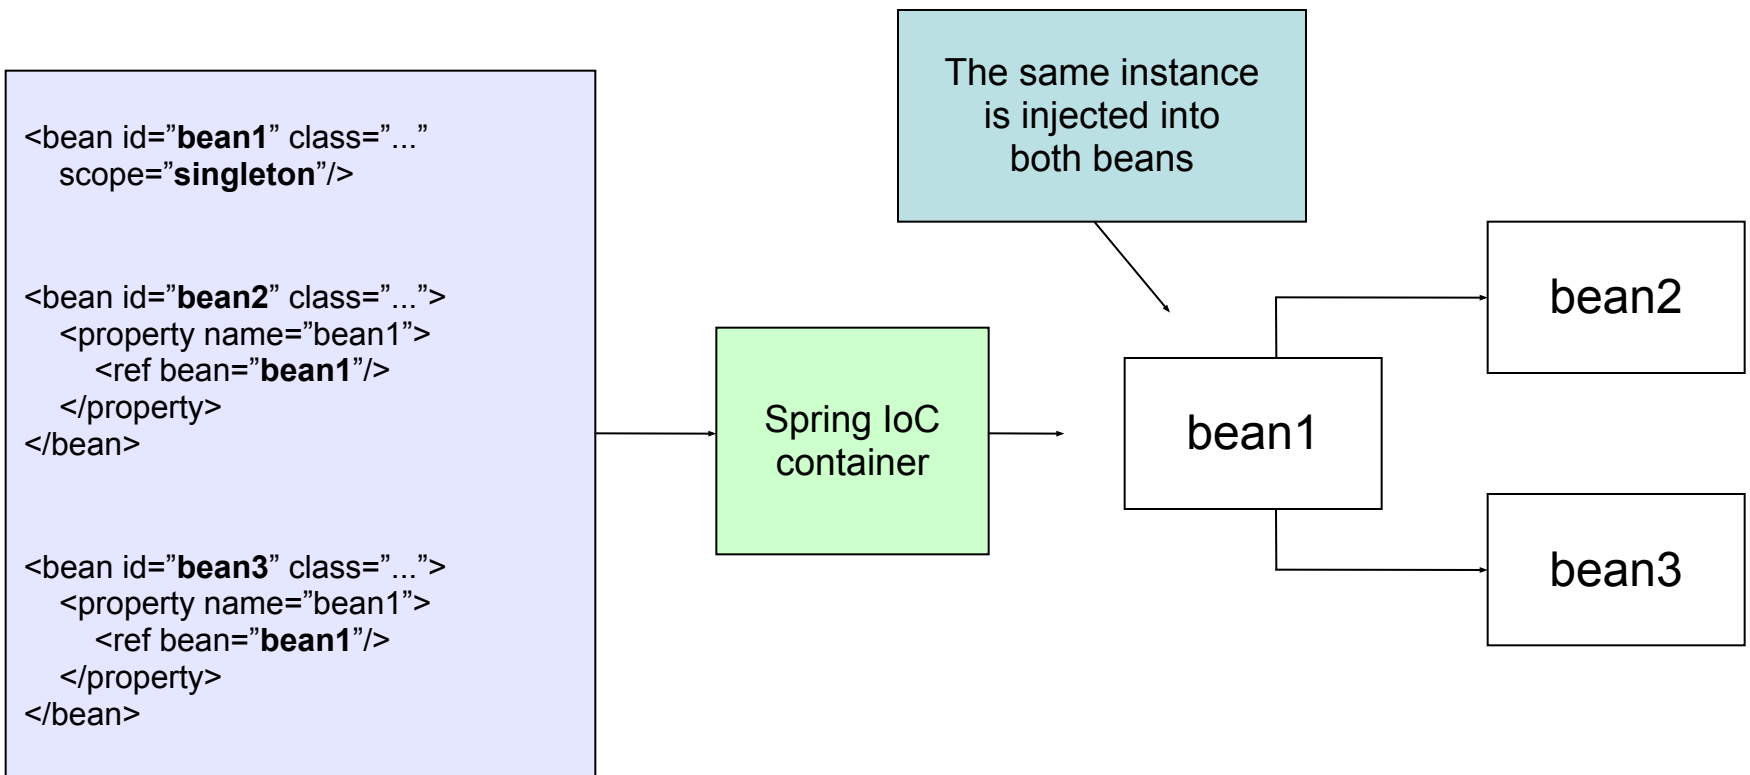 <bean id=”bean1” class=”...”
scope=”singleton”/>
<bean id=”bean2” class=”...”>
<property name=”bean1”>
<ref bean=”bean1”/>
</property>
</bean>
<bean id=”bean3” class=”...”>
<property name=”bean1”>
<ref bean=”bean1”/>
</property>
</bean>
Spring IoC
container
The same instance
is injected into
both beans
bean1
bean2
bean3